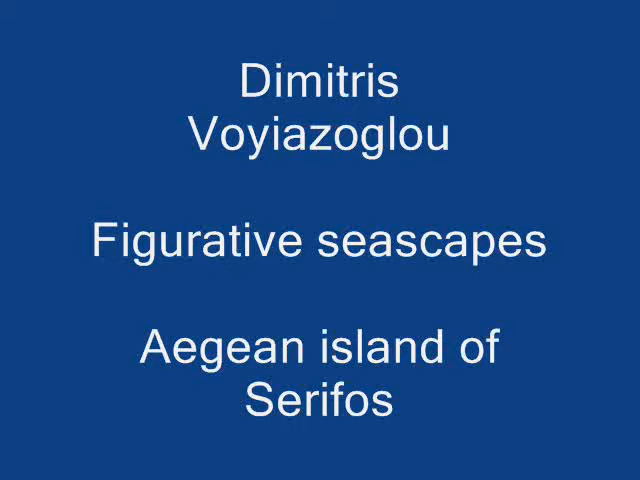 Dimitris
Voyiazoglou
Figurative seascapes
Aegean island of
Serifos